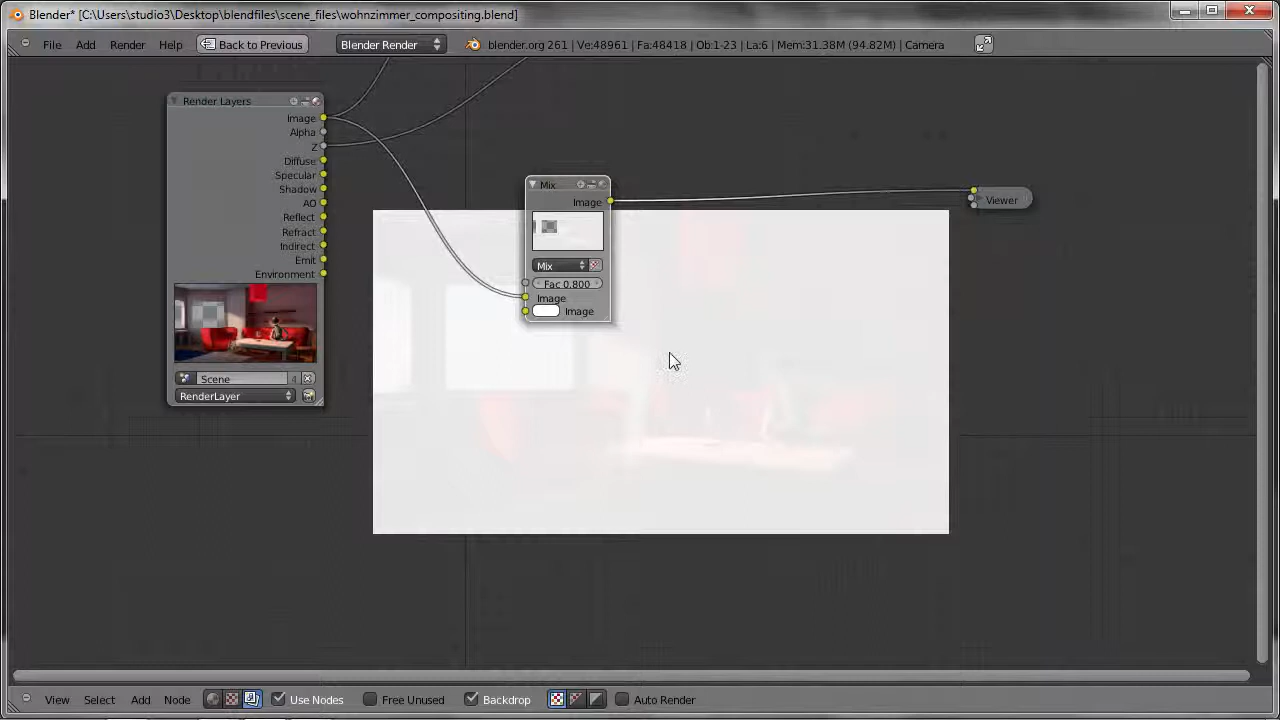 Blender* [C:\Users\studio3\Desktop\blendfiles\scene_files\wohnzimmer_compositing.blend]
File Add Render Help Back to Previous Blender Render blender.org 261 | Ve:48961 | Fa:48418 | Ob:1-23 | La:6 | Mem:31.38M (94.82M) | Camera
Render Layers
Image
Alpha
Z
Diffuse
Specular
Shadow
AO
Reflect
Refract
Indirect
Emit
Environment
Scene 4
RenderLayer
Mix
Image
Mix
Fac 0.800
Image
Image
Viewer
View Select Add Node Use Nodes Free Unused Backdrop Auto Render